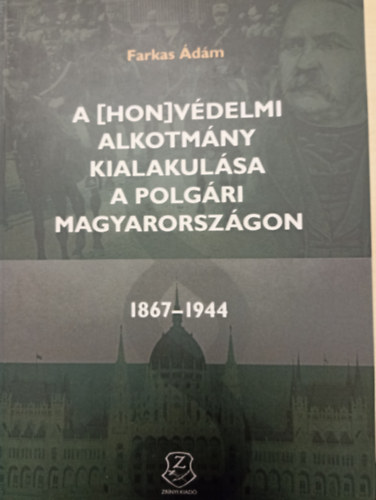 Farkas Ádám
A [HON]VÉDELMI
ALKOTMÁNY
KIALAKULÁSA
A POLGÁRI
MAGYARORSZÁGON
1867–1944
Z
ZRÍNYI KIADÓ